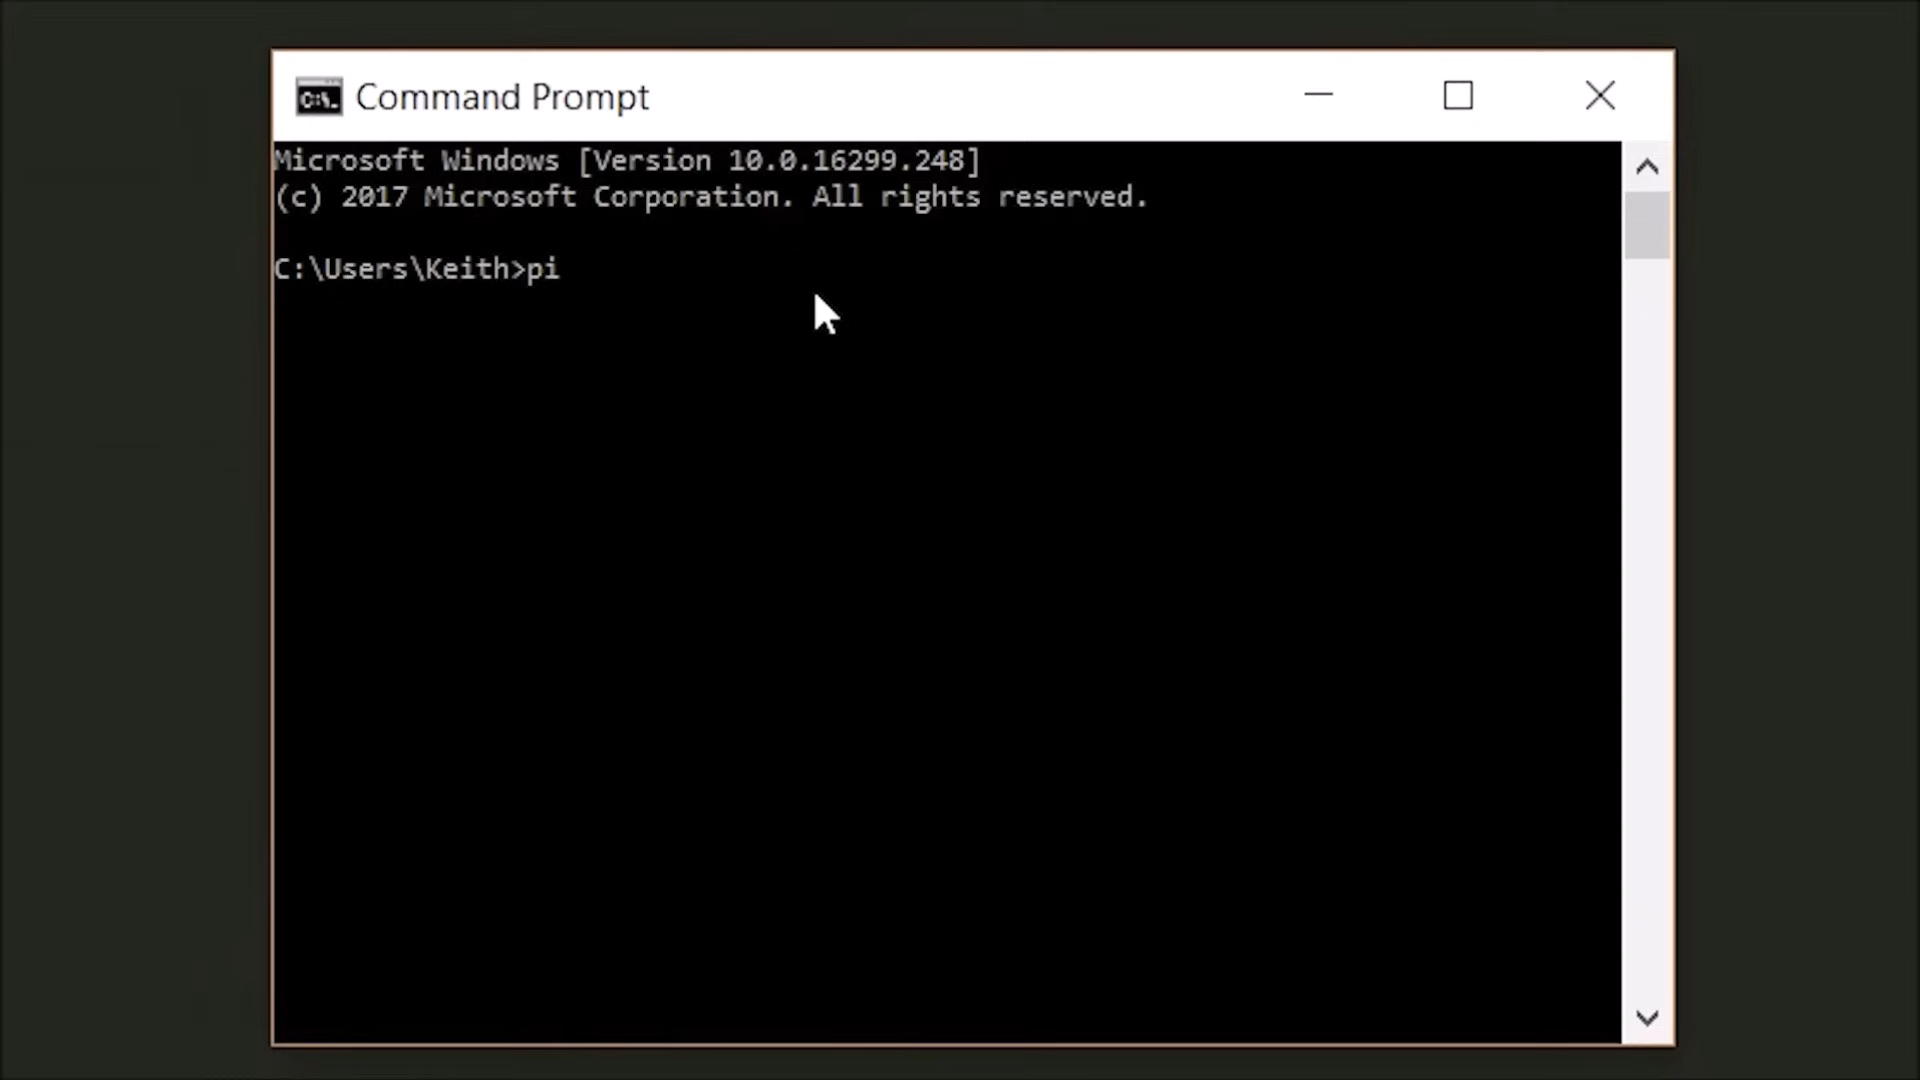 C:\. Command Prompt
Microsoft Windows [Version 10.0.16299.248]
(c) 2017 Microsoft Corporation. All rights reserved.
C:\Users\Keith>pi